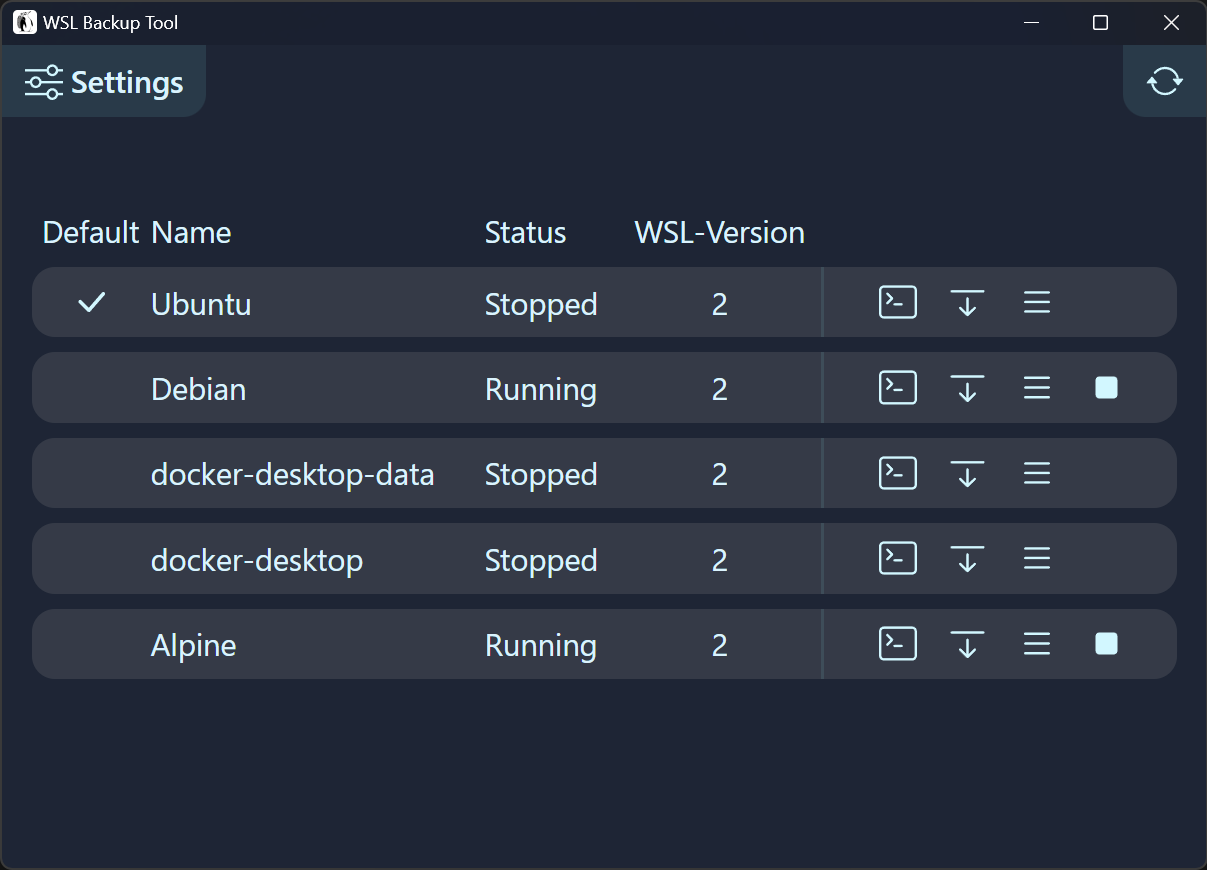 WSL Backup Tool
Settings
Default Name Status WSL-Version
Ubuntu Stopped 2
Debian Running 2
docker-desktop-data Stopped 2
docker-desktop Stopped 2
Alpine Running 2